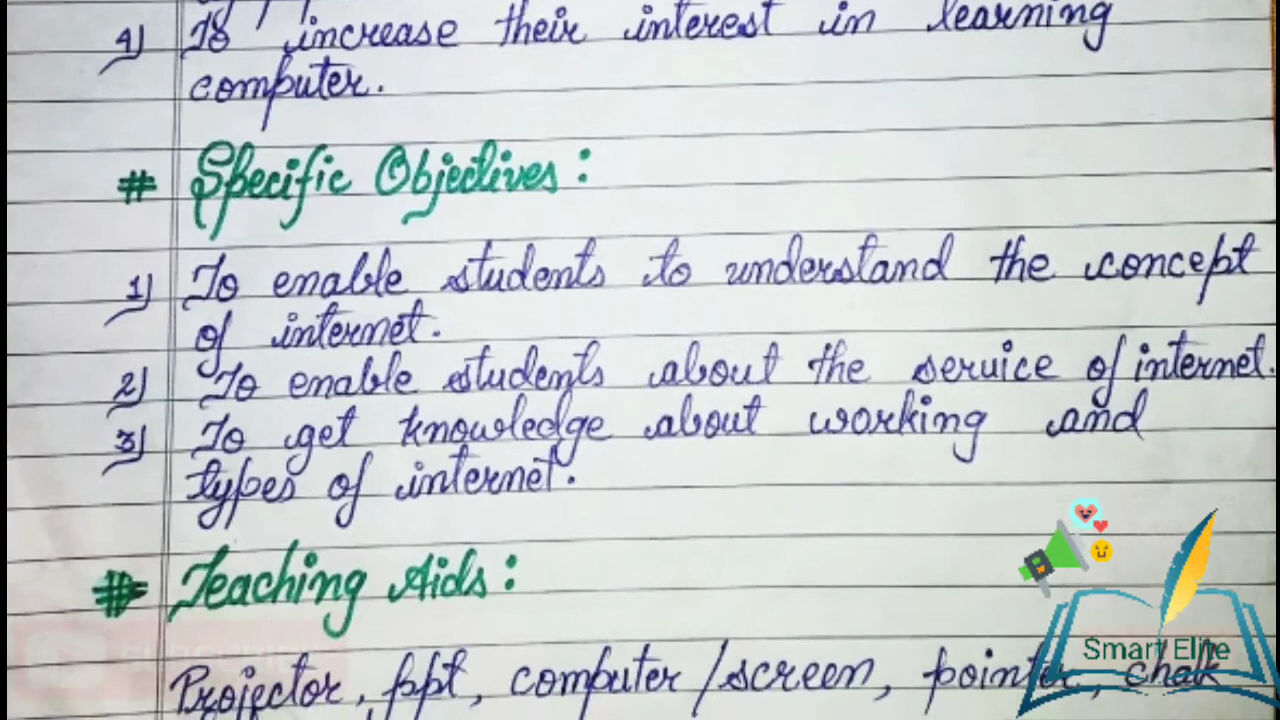 4) To increase their interest in learning
computer.
# Specific Objectives :
1) To enable students to understand the concept
of internet.
2) To enable students about the service of internet.
3) To get knowledge about working and
types of internet.
# Teaching Aids :
Projector, ppt, computer/screen, pointer, chalk
Smart Elite